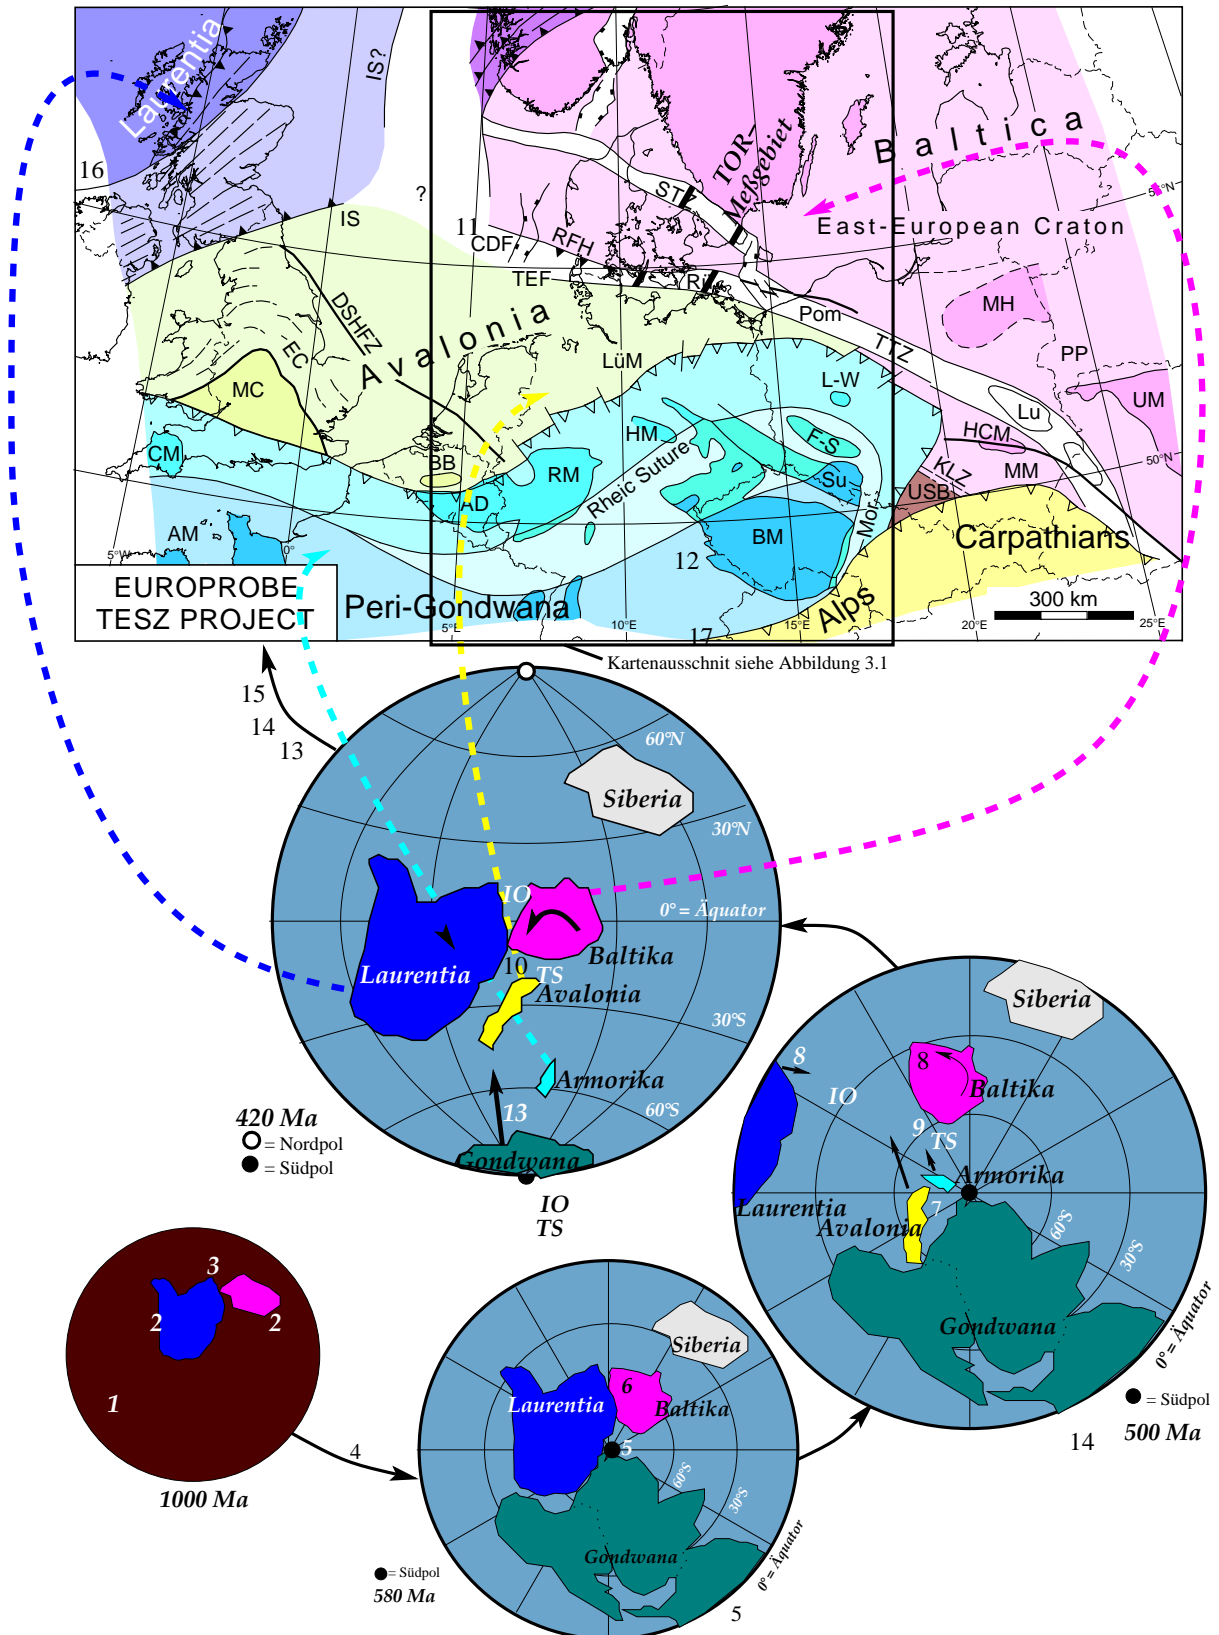 Laurentia
IS?
16
IS
?
11
CDF
RFH
TEF
ST
TOR–
Meßgebiet
Baltica
55°N
East-European Craton
Rü
Pom
MH
PP
TTZ
DSHFZ
EC
Avalonia
MC
LüM
L-W
UM
Lu
HCM
CM
BB
HM
F-S
KLZ
MM
50°N
AD
RM
Rheic Suture
Su
USB
Mor
AM
BM
Carpathians
5°W
0°
12
EUROPROBE
TESZ PROJECT
Peri-Gondwana
Alps
300 km
5°E
10°E
17
15°E
20°E
25°E
Kartenausschnit siehe Abbildung 3.1
15
14
13
60°N
Siberia
30°N
IO
0° = Äquator
Laurentia
10
TS
Baltika
Avalonia
30°S
Armorika
13
60°S
420 Ma
= Nordpol
= Südpol
Gondwana
IO
TS
Siberia
8
8
Baltika
IO
9
TS
Armorika
Laurentia
7
Avalonia
60°S
30°S
Gondwana
0° = Äquator
= Südpol
14
500 Ma
3
2
2
1
4
1000 Ma
Siberia
6
Laurentia
Baltika
5
60°S
30°S
Gondwana
0° = Äquator
= Südpol
580 Ma
5